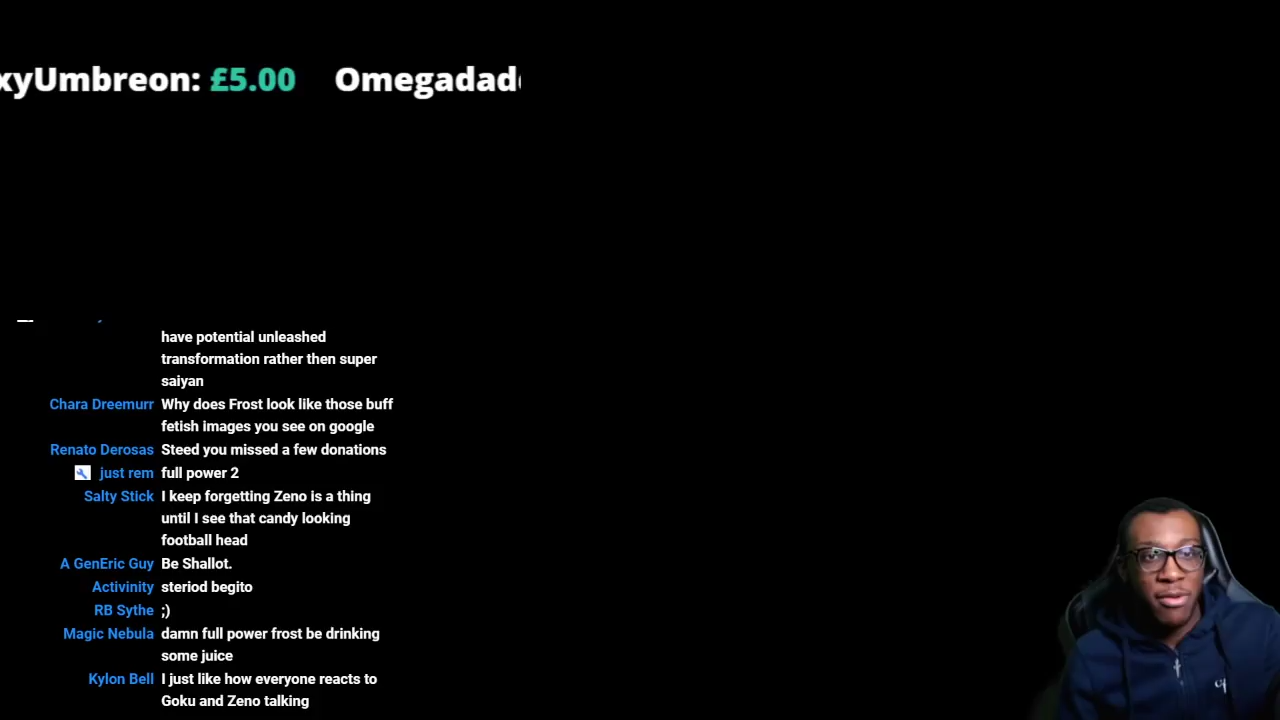 xyUmbreon: £5.00 Omegadad
have potential unleashed
transformation rather then super
saiyan
Chara Dreemurr Why does Frost look like those buff
fetish images you see on google
Renato Derosas Steed you missed a few donations
just rem full power 2
Salty Stick I keep forgetting Zeno is a thing
until I see that candy looking
football head
A GenEric Guy Be Shallot.
Activinity steriod begito
RB Sythe ;)
Magic Nebula damn full power frost be drinking
some juice
Kylon Bell I just like how everyone reacts to
Goku and Zeno talking